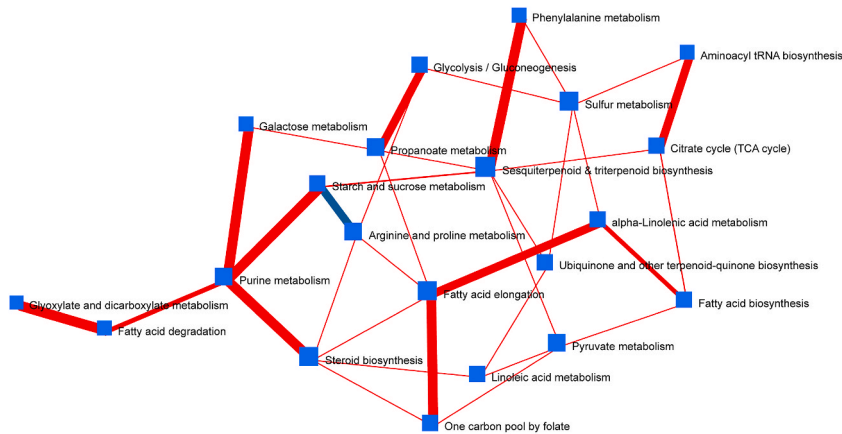 Phenylalanine metabolism
Aminoacyl tRNA biosynthesis
Glycolysis / Gluconeogenesis
Sulfur metabolism
Galactose metabolism
Propanoate metabolism
Citrate cycle (TCA cycle)
Sesquiterpenoid & triterpenoid biosynthesis
Starch and sucrose metabolism
alpha-Linolenic acid metabolism
Arginine and proline metabolism
Ubiquinone and other terpenoid-quinone biosynthesis
Purine metabolism
Fatty acid elongation
Glyoxylate and dicarboxylate metabolism
Fatty acid biosynthesis
Fatty acid degradation
Pyruvate metabolism
Steroid biosynthesis
Linoleic acid metabolism
One carbon pool by folate